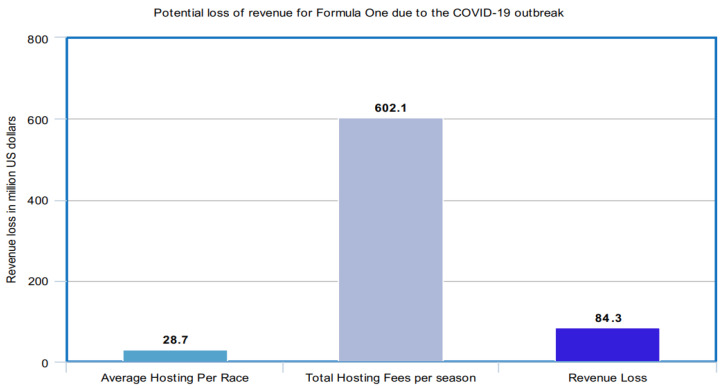 Potential loss of revenue for Formula One due to the COVID-19 outbreak
Revenue loss in million US dollars
800
600
400
200
0
28.7
602.1
84.3
Average Hosting Per Race
Total Hosting Fees per season
Revenue Loss